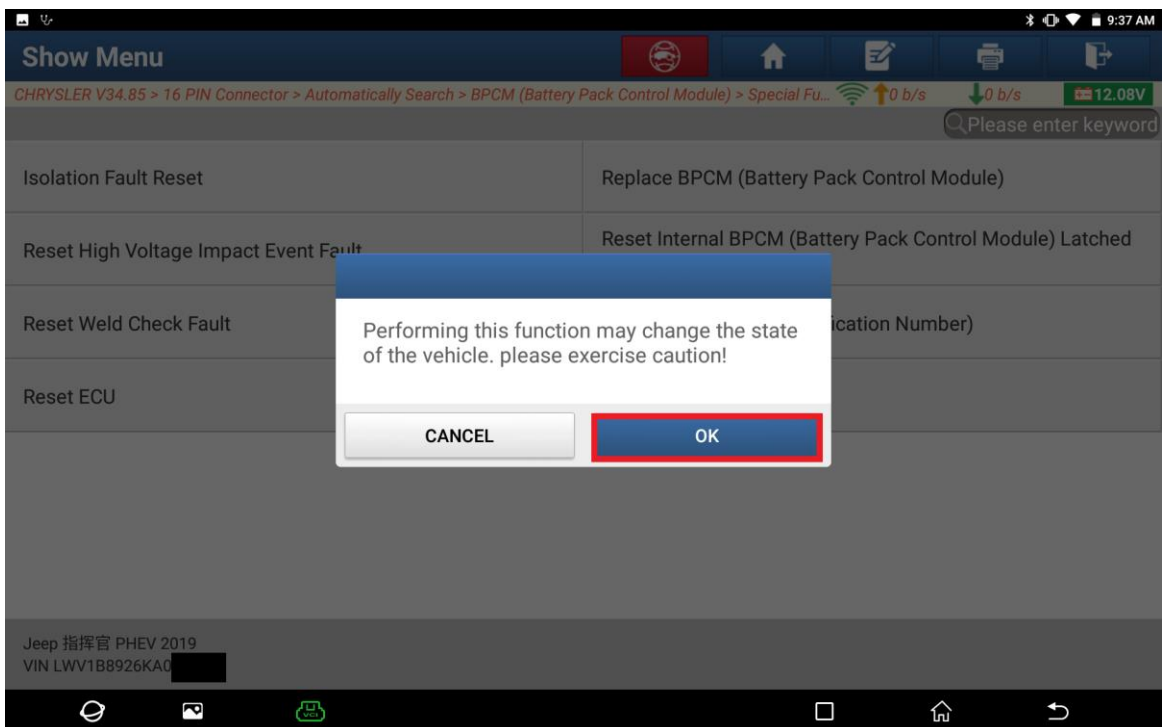 9:37 AM
Show Menu
CHRYSLER V34.85 > 16 PIN Connector > Automatically Search > BPCM (Battery Pack Control Module) > Special Fu...
0 b/s
0 b/s
12.08V
Please enter keyword
Isolation Fault Reset
Replace BPCM (Battery Pack Control Module)
Reset High Voltage Impact Event Fault
Reset Internal BPCM (Battery Pack Control Module) Latched
Reset Weld Check Fault
ication Number)
Reset ECU
Performing this function may change the state
of the vehicle. please exercise caution!
CANCEL
OK
Jeep 指挥官 PHEV 2019
VIN LWV1B8926KA0
VCI